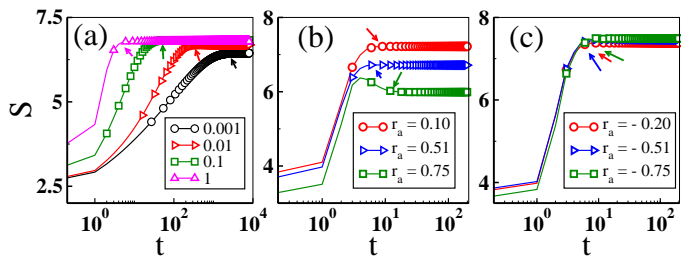 (a)
(b)
(c)
S
7.5
5.0
2.5
8
6
4
8
6
4
0.001
0.01
0.1
1
r_a = 0.10
r_a = 0.51
r_a = 0.75
r_a = - 0.20
r_a = - 0.51
r_a = - 0.75
10^0
10^2
10^4
10^0
10^1
10^2
10^0
10^1
10^2
t
t
t